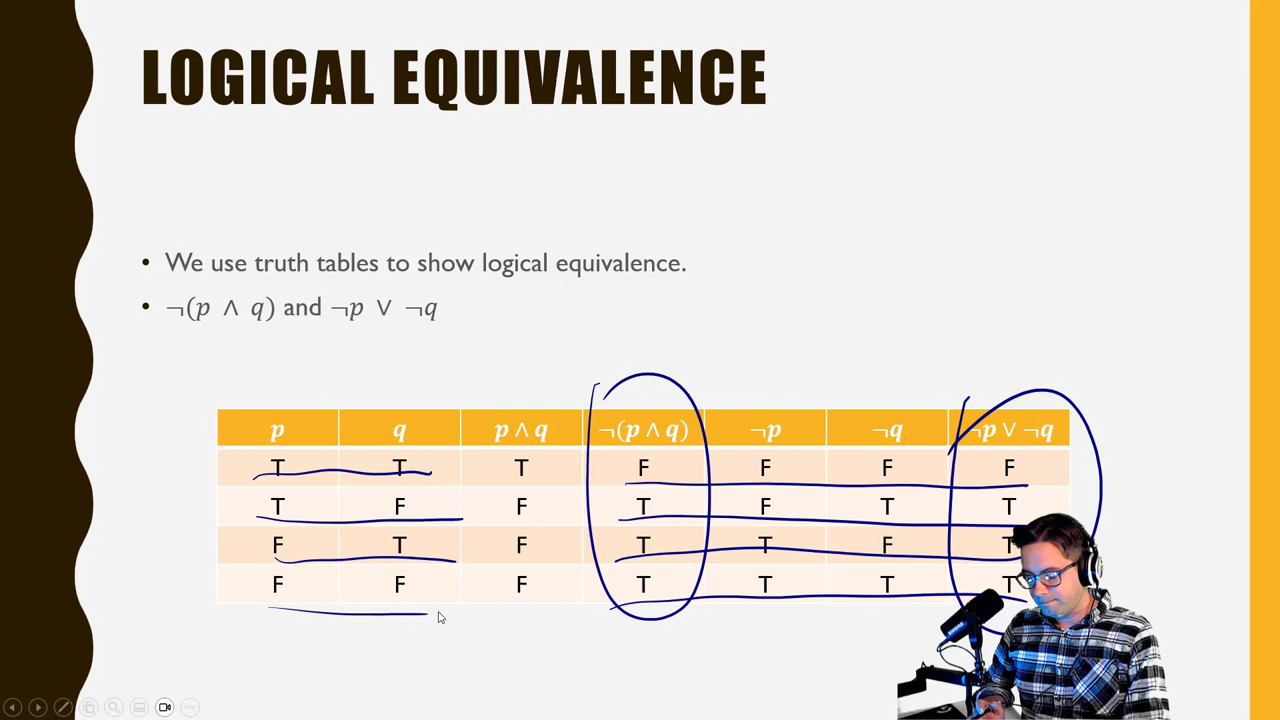 LOGICAL EQUIVALENCE
• We use truth tables to show logical equivalence.
• ¬(p ∧ q) and ¬p ∨ ¬q
p q p ∧ q ¬(p ∧ q) ¬p ¬q ¬p ∨ ¬q
T T T F F F F
T F F T F T T
F T F T T F T
F F F T T T T